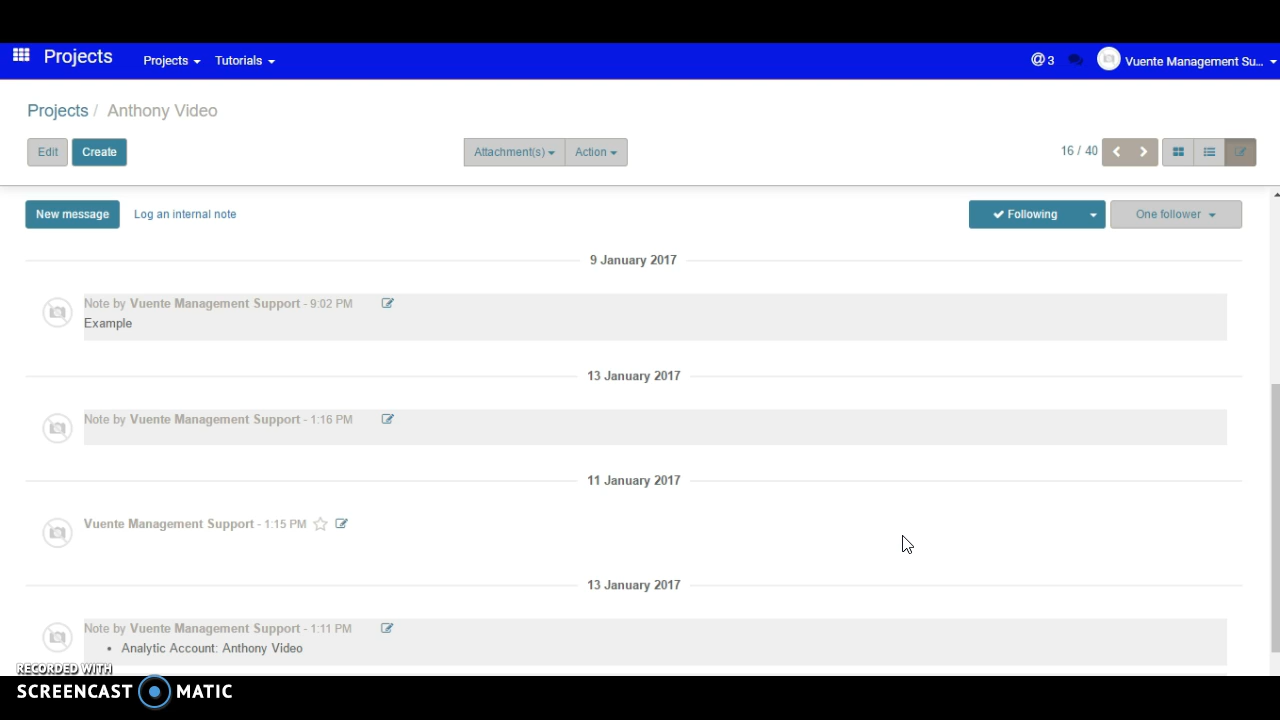 Projects Projects Tutorials @ 3 Vuente Management Su...
Projects / Anthony Video
Edit Create Attachment(s) Action 16 / 40
New message Log an internal note Following One follower
9 January 2017
Note by Vuente Management Support - 9:02 PM
Example
13 January 2017
Note by Vuente Management Support - 1:16 PM
11 January 2017
Vuente Management Support - 1:15 PM
13 January 2017
Note by Vuente Management Support - 1:11 PM
• Analytic Account: Anthony Video
RECORDED WITH
SCREENCAST MATIC